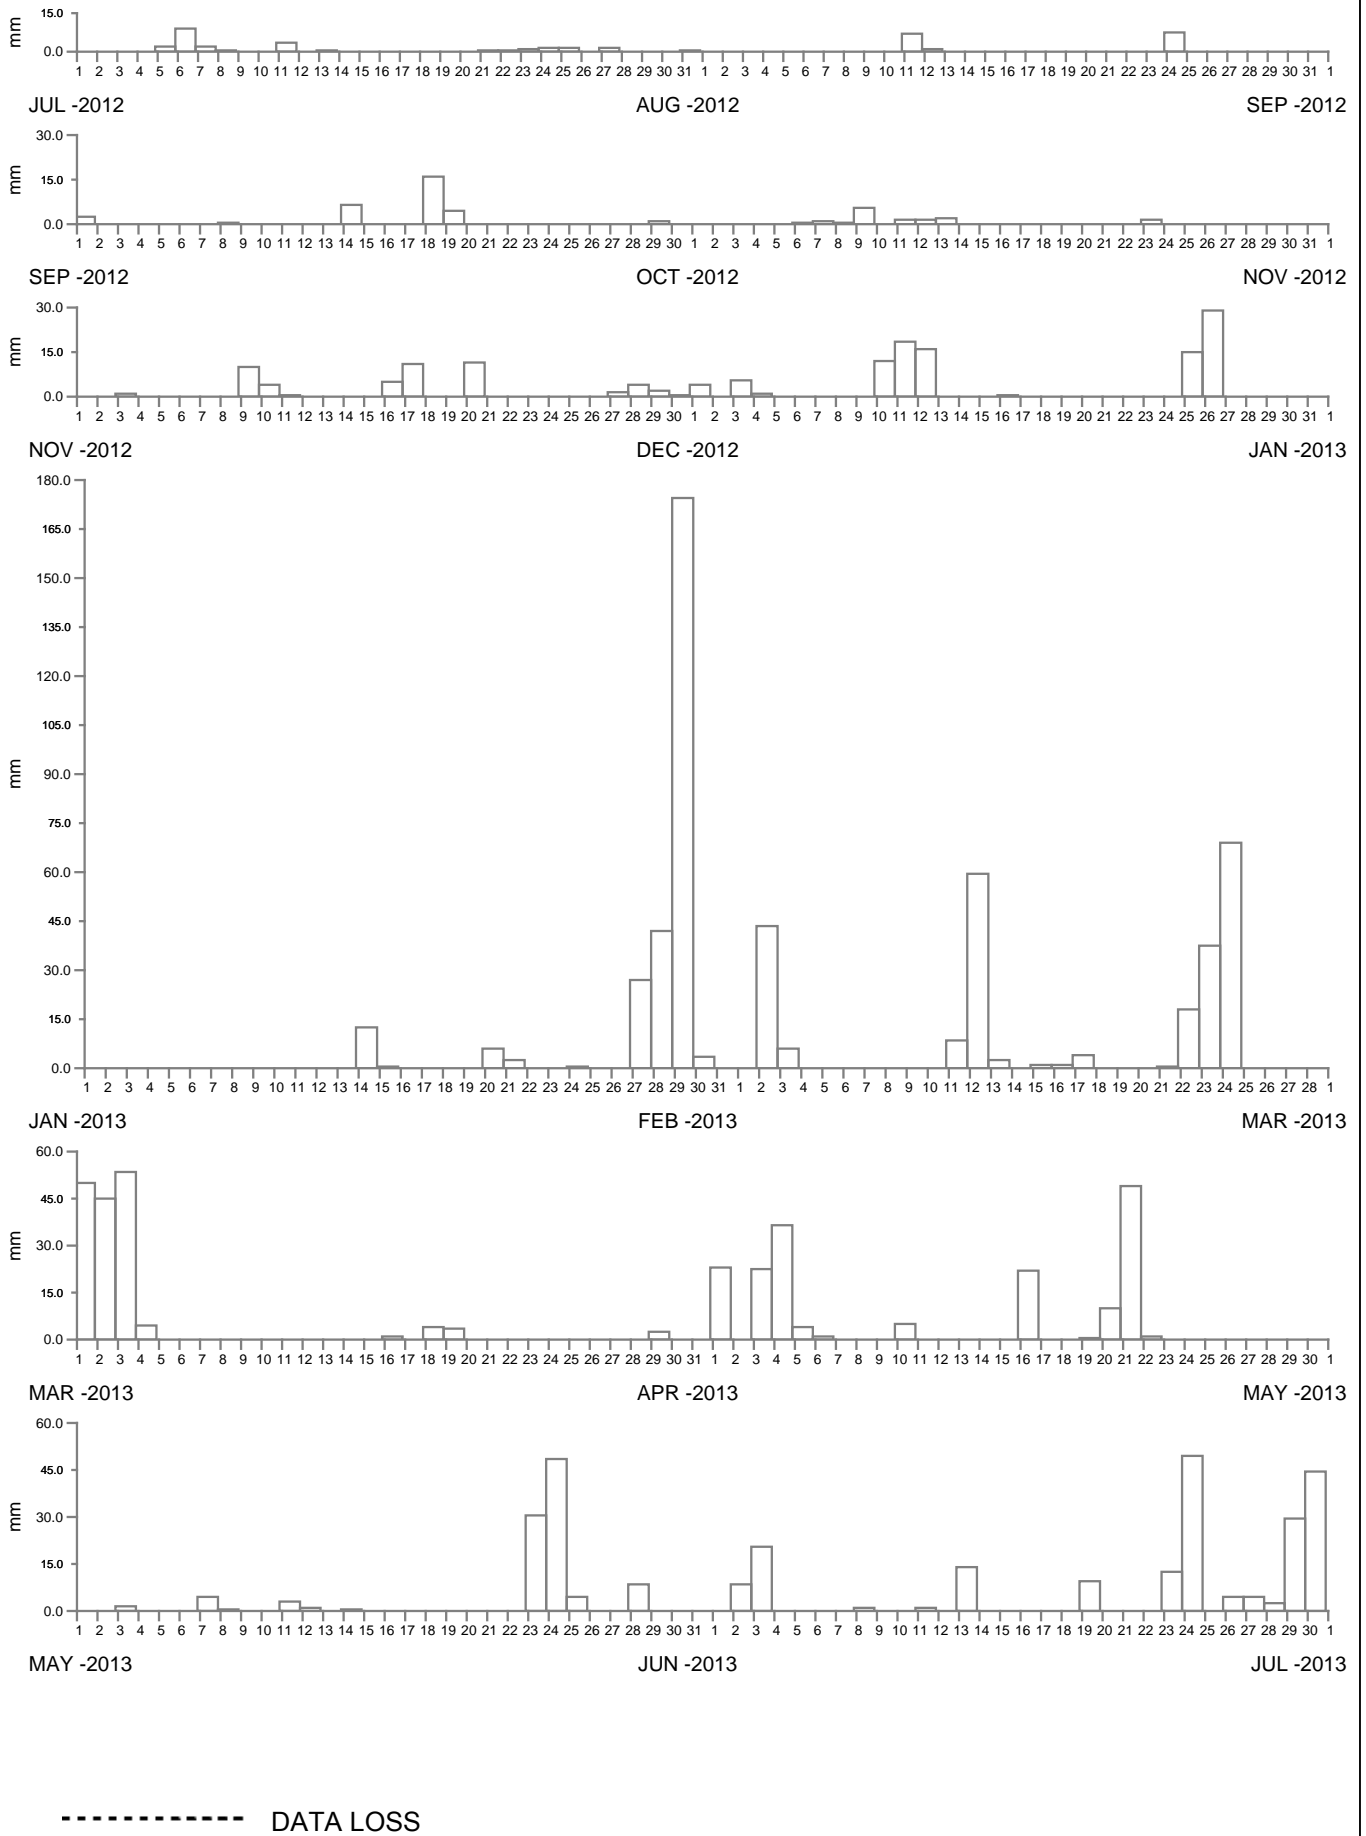 15.0
mm
0.0
1 2 3 4 5 6 7 8 9 10 11 12 13 14 15 16 17 18 19 20 21 22 23 24 25 26 27 28 29 30 31 1 2 3 4 5 6 7 8 9 10 11 12 13 14 15 16 17 18 19 20 21 22 23 24 25 26 27 28 29 30 31 1
JUL -2012 AUG -2012 SEP -2012
30.0
mm
15.0
0.0
1 2 3 4 5 6 7 8 9 10 11 12 13 14 15 16 17 18 19 20 21 22 23 24 25 26 27 28 29 30 1 2 3 4 5 6 7 8 9 10 11 12 13 14 15 16 17 18 19 20 21 22 23 24 25 26 27 28 29 30 31 1
SEP -2012 OCT -2012 NOV -2012
30.0
mm
15.0
0.0
1 2 3 4 5 6 7 8 9 10 11 12 13 14 15 16 17 18 19 20 21 22 23 24 25 26 27 28 29 30 1 2 3 4 5 6 7 8 9 10 11 12 13 14 15 16 17 18 19 20 21 22 23 24 25 26 27 28 29 30 31 1
NOV -2012 DEC -2012 JAN -2013
180.0
165.0
150.0
135.0
120.0
105.0
90.0
mm
75.0
60.0
45.0
30.0
15.0
0.0
1 2 3 4 5 6 7 8 9 10 11 12 13 14 15 16 17 18 19 20 21 22 23 24 25 26 27 28 29 30 31 1 2 3 4 5 6 7 8 9 10 11 12 13 14 15 16 17 18 19 20 21 22 23 24 25 26 27 28 1
JAN -2013 FEB -2013 MAR -2013
60.0
45.0
mm
30.0
15.0
0.0
1 2 3 4 5 6 7 8 9 10 11 12 13 14 15 16 17 18 19 20 21 22 23 24 25 26 27 28 29 30 31 1 2 3 4 5 6 7 8 9 10 11 12 13 14 15 16 17 18 19 20 21 22 23 24 25 26 27 28 29 30 1
MAR -2013 APR -2013 MAY -2013
60.0
45.0
mm
30.0
15.0
0.0
1 2 3 4 5 6 7 8 9 10 11 12 13 14 15 16 17 18 19 20 21 22 23 24 25 26 27 28 29 30 31 1 2 3 4 5 6 7 8 9 10 11 12 13 14 15 16 17 18 19 20 21 22 23 24 25 26 27 28 29 30 1
MAY -2013 JUN -2013 JUL -2013
DATA LOSS